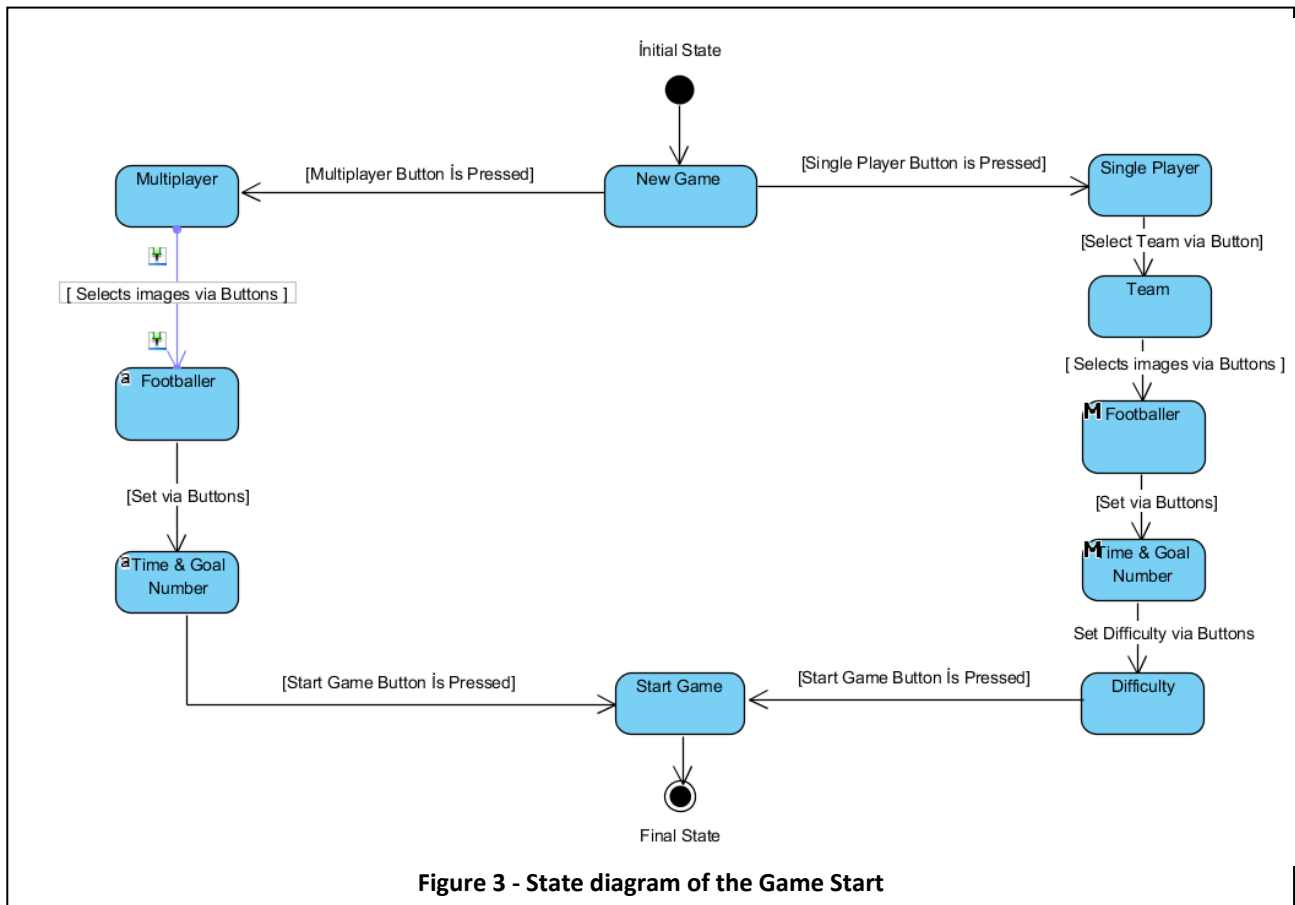 İnitial State
[Multiplayer Button İs Pressed]
[Single Player Button is Pressed]
Multiplayer
New Game
Single Player
[Select Team via Button]
[ Selects images via Buttons ]
Team
[ Selects images via Buttons ]
a Footballer
M Footballer
[Set via Buttons]
[Set via Buttons]
a Time & Goal
Number
M Time & Goal
Number
Set Difficulty via Buttons
[Start Game Button İs Pressed]
Start Game
[Start Game Button İs Pressed]
Difficulty
Final State
Figure 3 - State diagram of the Game Start